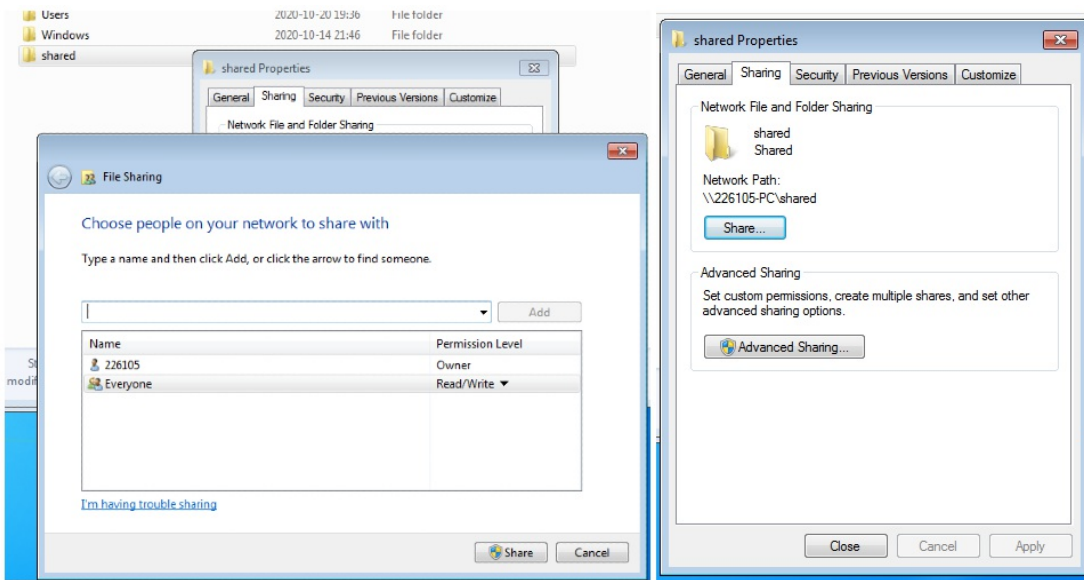 Users 2020-10-20 19:36 File folder
Windows 2020-10-14 21:46 File folder
shared
shared Properties
General Sharing Security Previous Versions Customize
Network File and Folder Sharing
File Sharing
Choose people on your network to share with
Type a name and then click Add, or click the arrow to find someone.
Add
Name Permission Level
226105 Owner
Everyone Read/Write
I'm having trouble sharing
Share Cancel
shared Properties
General Sharing Security Previous Versions Customize
Network File and Folder Sharing
shared
Shared
Network Path:
\\226105-PC\shared
Share...
Advanced Sharing
Set custom permissions, create multiple shares, and set other
advanced sharing options.
Advanced Sharing...
Close Cancel Apply